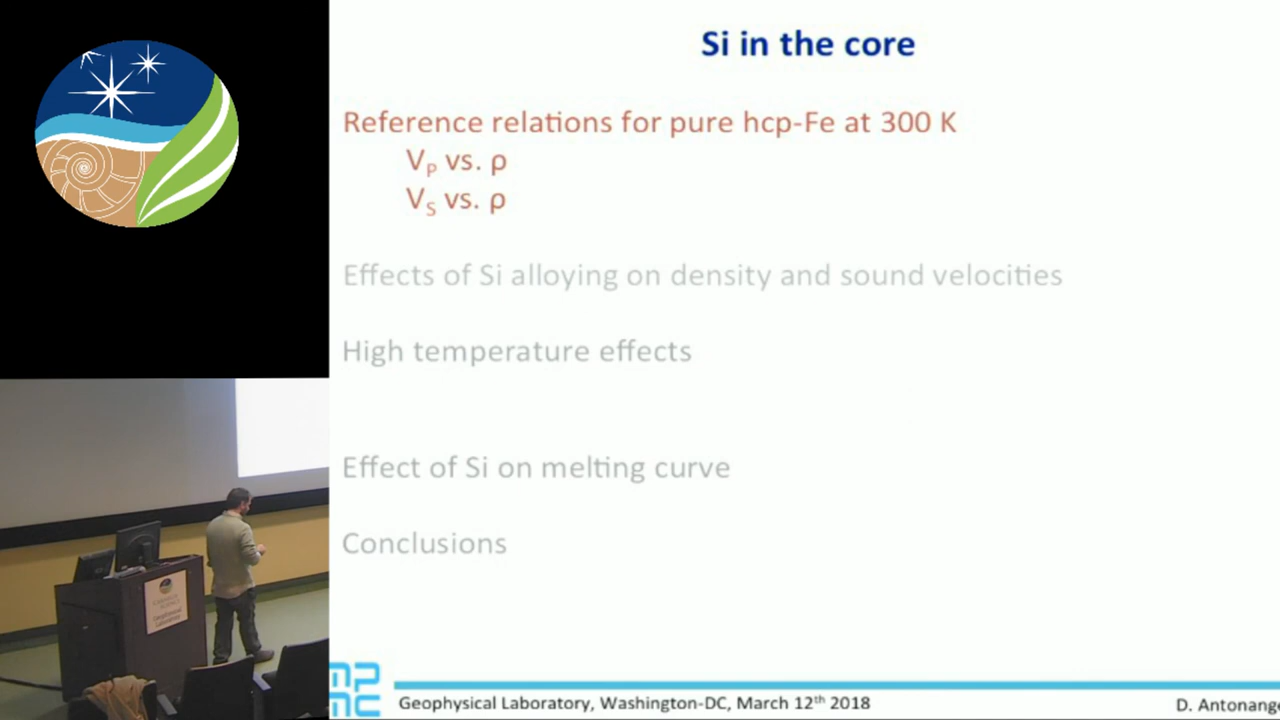 Si in the core
Reference relations for pure hcp-Fe at 300 K
V_P vs. ρ
V_S vs. ρ
Effects of Si alloying on density and sound velocities
High temperature effects
Effect of Si on melting curve
Conclusions
Geophysical Laboratory, Washington-DC, March 12th 2018
D. Antonange